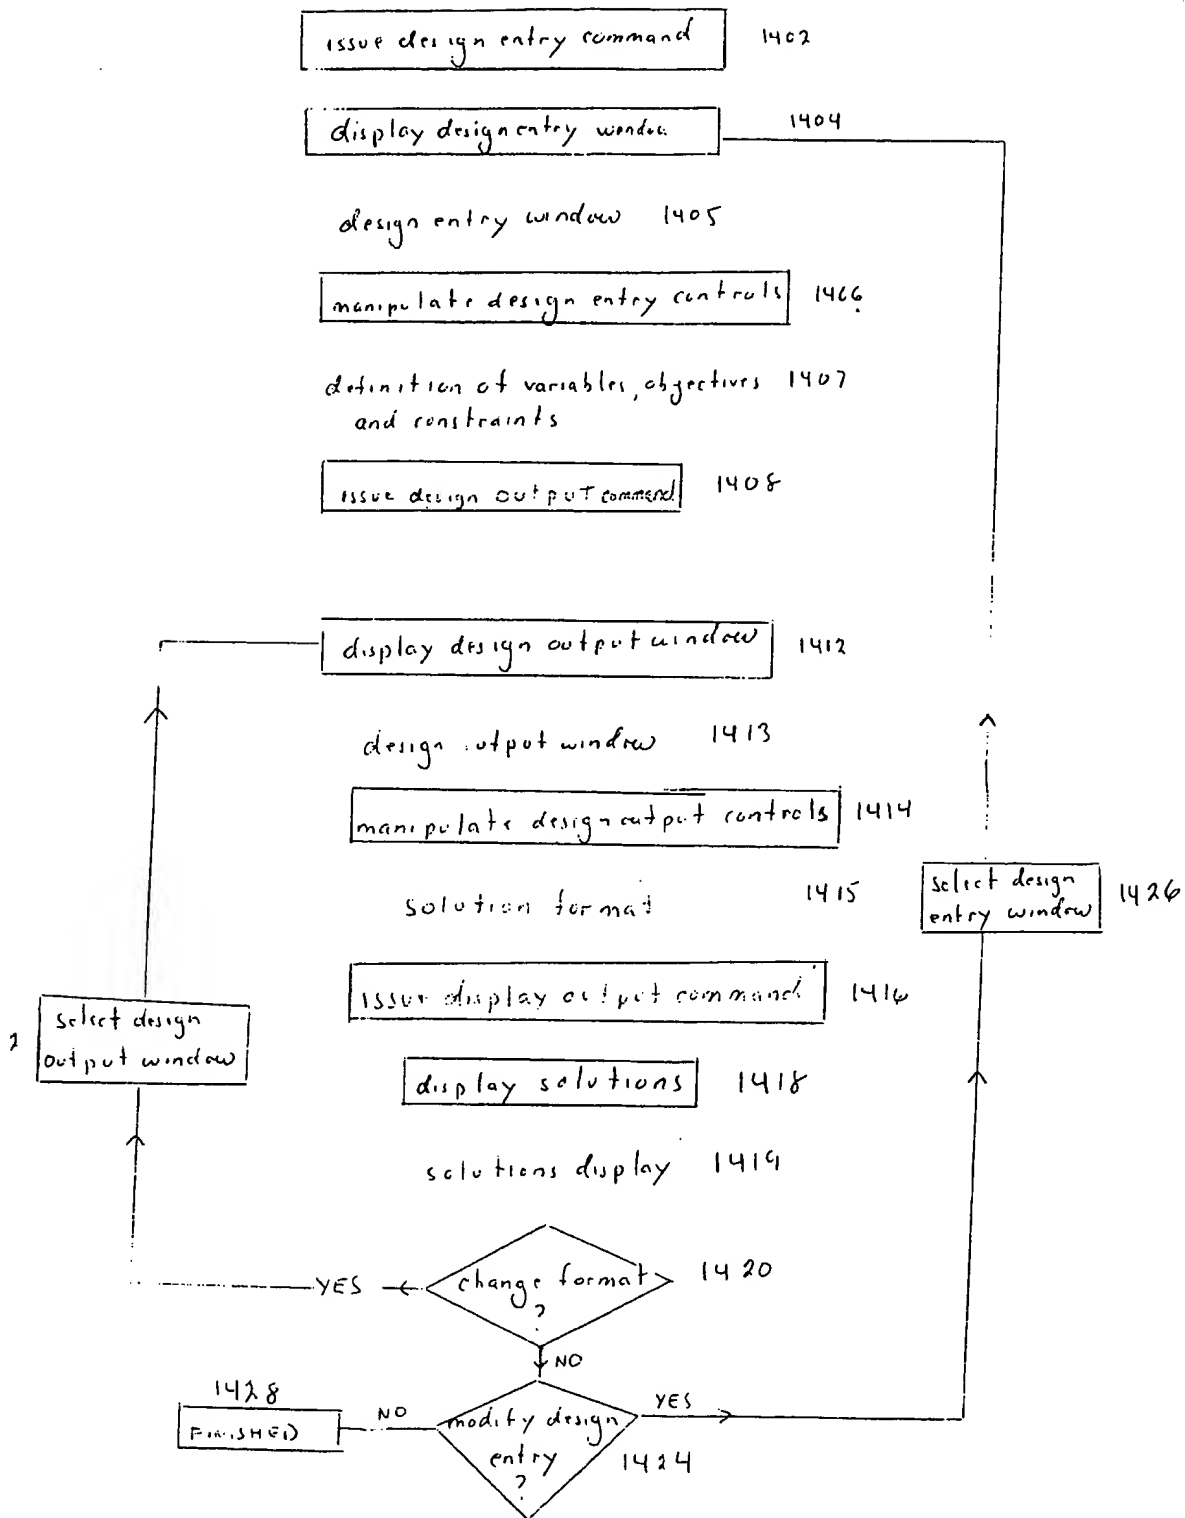 issue design entry command 1402
display design entry window 1404
design entry window 1405
manipulate design entry controls 1406
definition of variables, objectives 1407
and constraints
issue design output command 1408
display design output window 1412
design output window 1413
manipulate design output controls 1414
solution format 1415
select design
entry window 1426
issue display output command 1416
select design
output window
2
display solutions 1418
solutions display 1419
change format
?
1420
YES
NO
1428
FINISHED
NO
modify design
entry
?
1424
YES